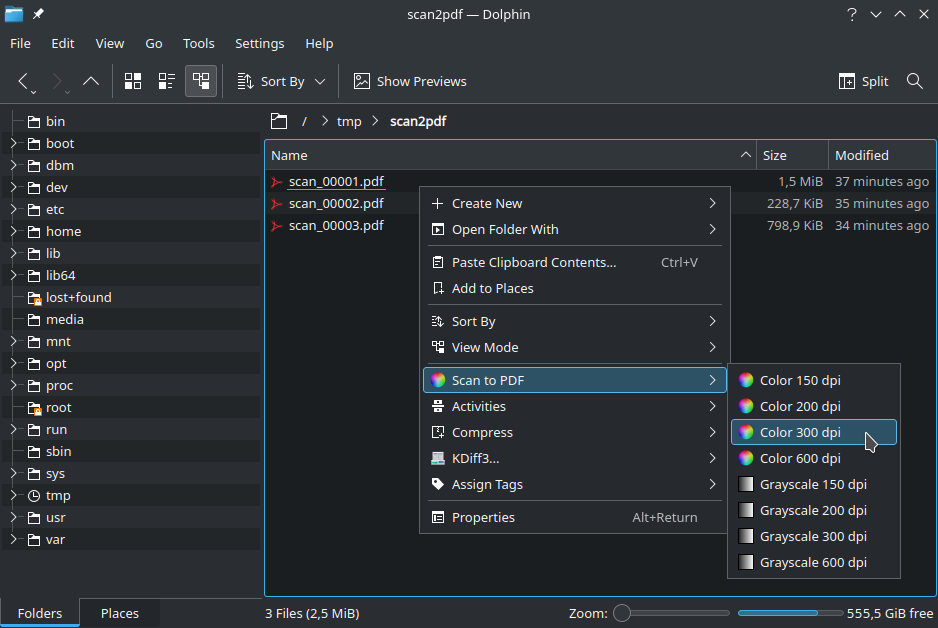 scan2pdf — Dolphin
File Edit View Go Tools Settings Help
Sort By Show Previews Split
bin
boot
dbm
dev
etc
home
lib
lib64
lost+found
media
mnt
opt
proc
root
run
sbin
sys
tmp
usr
var
Folders Places
/ > tmp > scan2pdf
Name Size Modified
scan_00001.pdf 1,5 MiB 37 minutes ago
scan_00002.pdf 228,7 KiB 35 minutes ago
scan_00003.pdf 798,9 KiB 34 minutes ago
Create New
Open Folder With
Paste Clipboard Contents... Ctrl+V
Add to Places
Sort By
View Mode
Scan to PDF
Activities
Compress
KDiff3...
Assign Tags
Properties Alt+Return
Color 150 dpi
Color 200 dpi
Color 300 dpi
Color 600 dpi
Grayscale 150 dpi
Grayscale 200 dpi
Grayscale 300 dpi
Grayscale 600 dpi
3 Files (2,5 MiB) Zoom: 555,5 GiB free